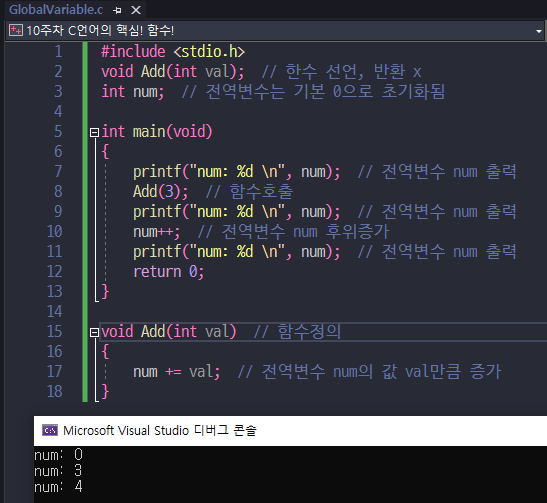 GlobalVariable.c
10주차 C언어의 핵심! 함수!
1 #include <stdio.h>
2 void Add(int val);  // 한수 선언, 반환 x
3 int num;  // 전역변수는 기본 0으로 초기화됨
4
5 int main(void)
6 {
7     printf("num: %d \n", num);  // 전역변수 num 출력
8     Add(3);  // 함수호출
9     printf("num: %d \n", num);  // 전역변수 num 출력
10     num++;  // 전역변수 num 후위증가
11     printf("num: %d \n", num);  // 전역변수 num 출력
12     return 0;
13 }
14
15 void Add(int val)  // 함수정의
16 {
17     num += val;  // 전역변수 num의 값 val만큼 증가
18 }
Microsoft Visual Studio 디버그 콘솔
num: 0
num: 3
num: 4